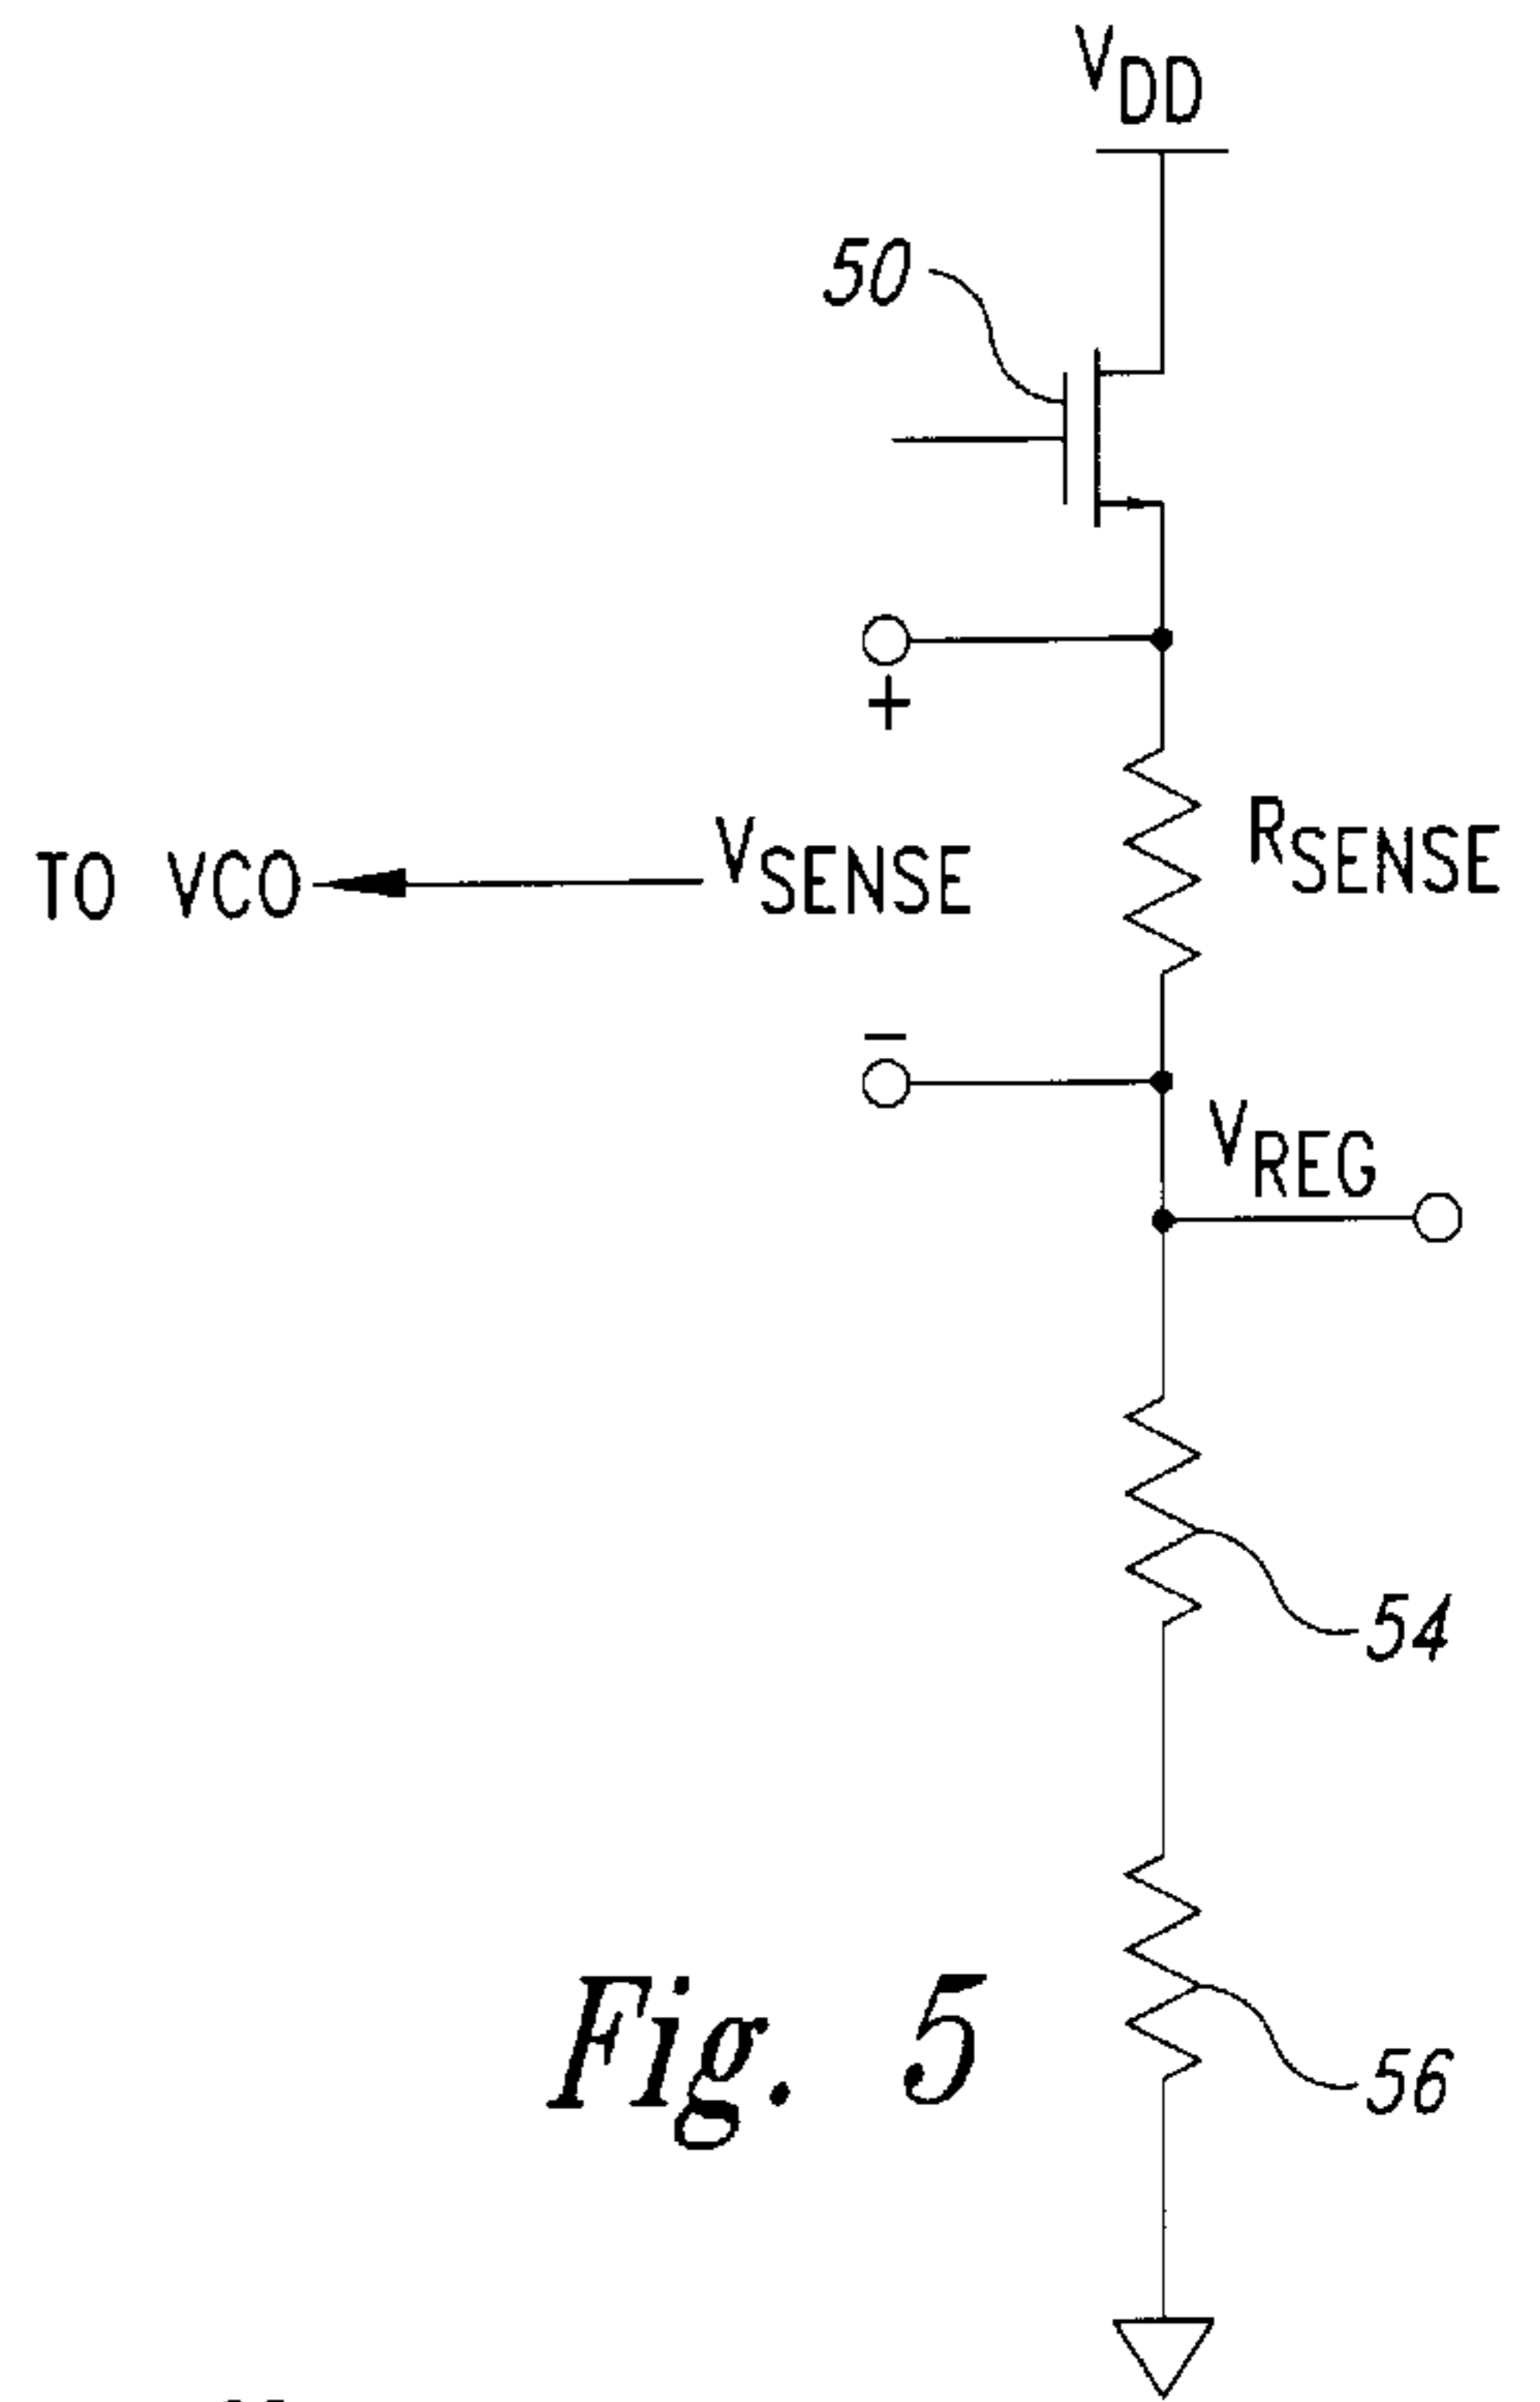 VDD
50
+
RSENSE
TO VCO
VSENSE
−
VREG
54
56
Fig. 5